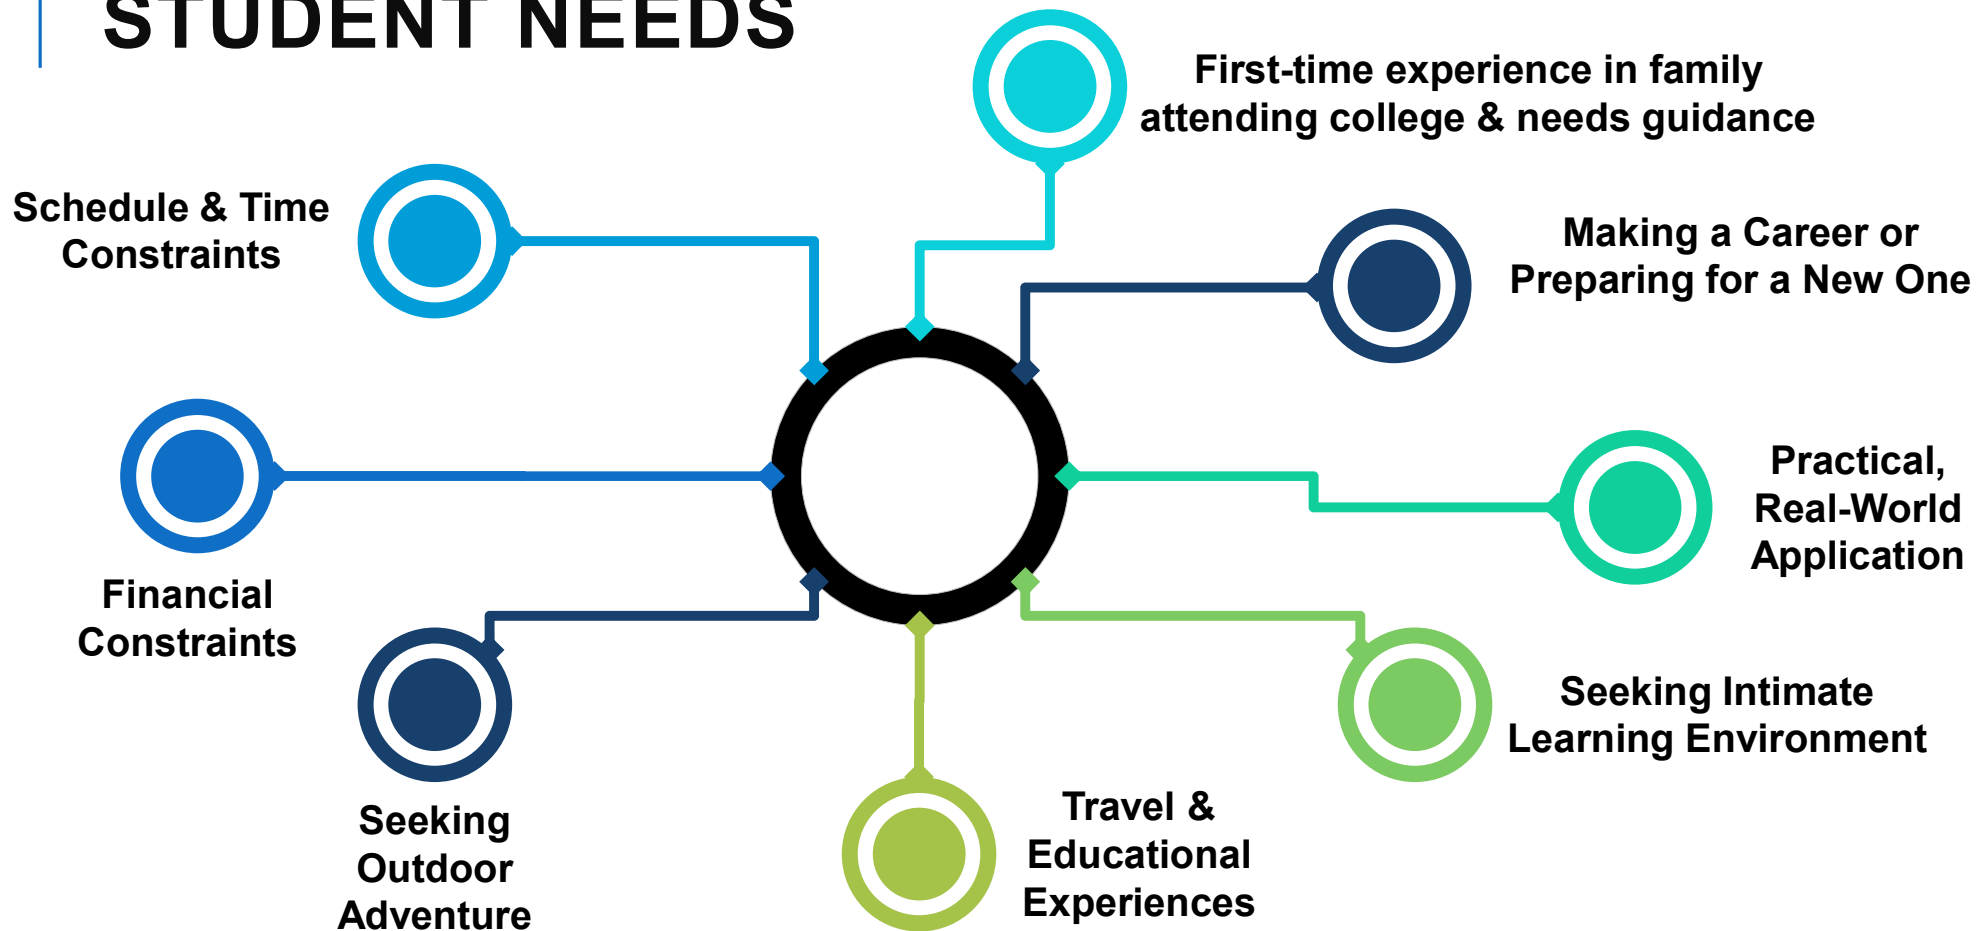 STUDENT NEEDS
First-time experience in family
attending college & needs guidance
Schedule & Time
Constraints
Making a Career or
Preparing for a New One
Practical,
Real-World
Application
Financial
Constraints
Seeking Intimate
Learning Environment
Seeking
Outdoor
Adventure
Travel &
Educational
Experiences